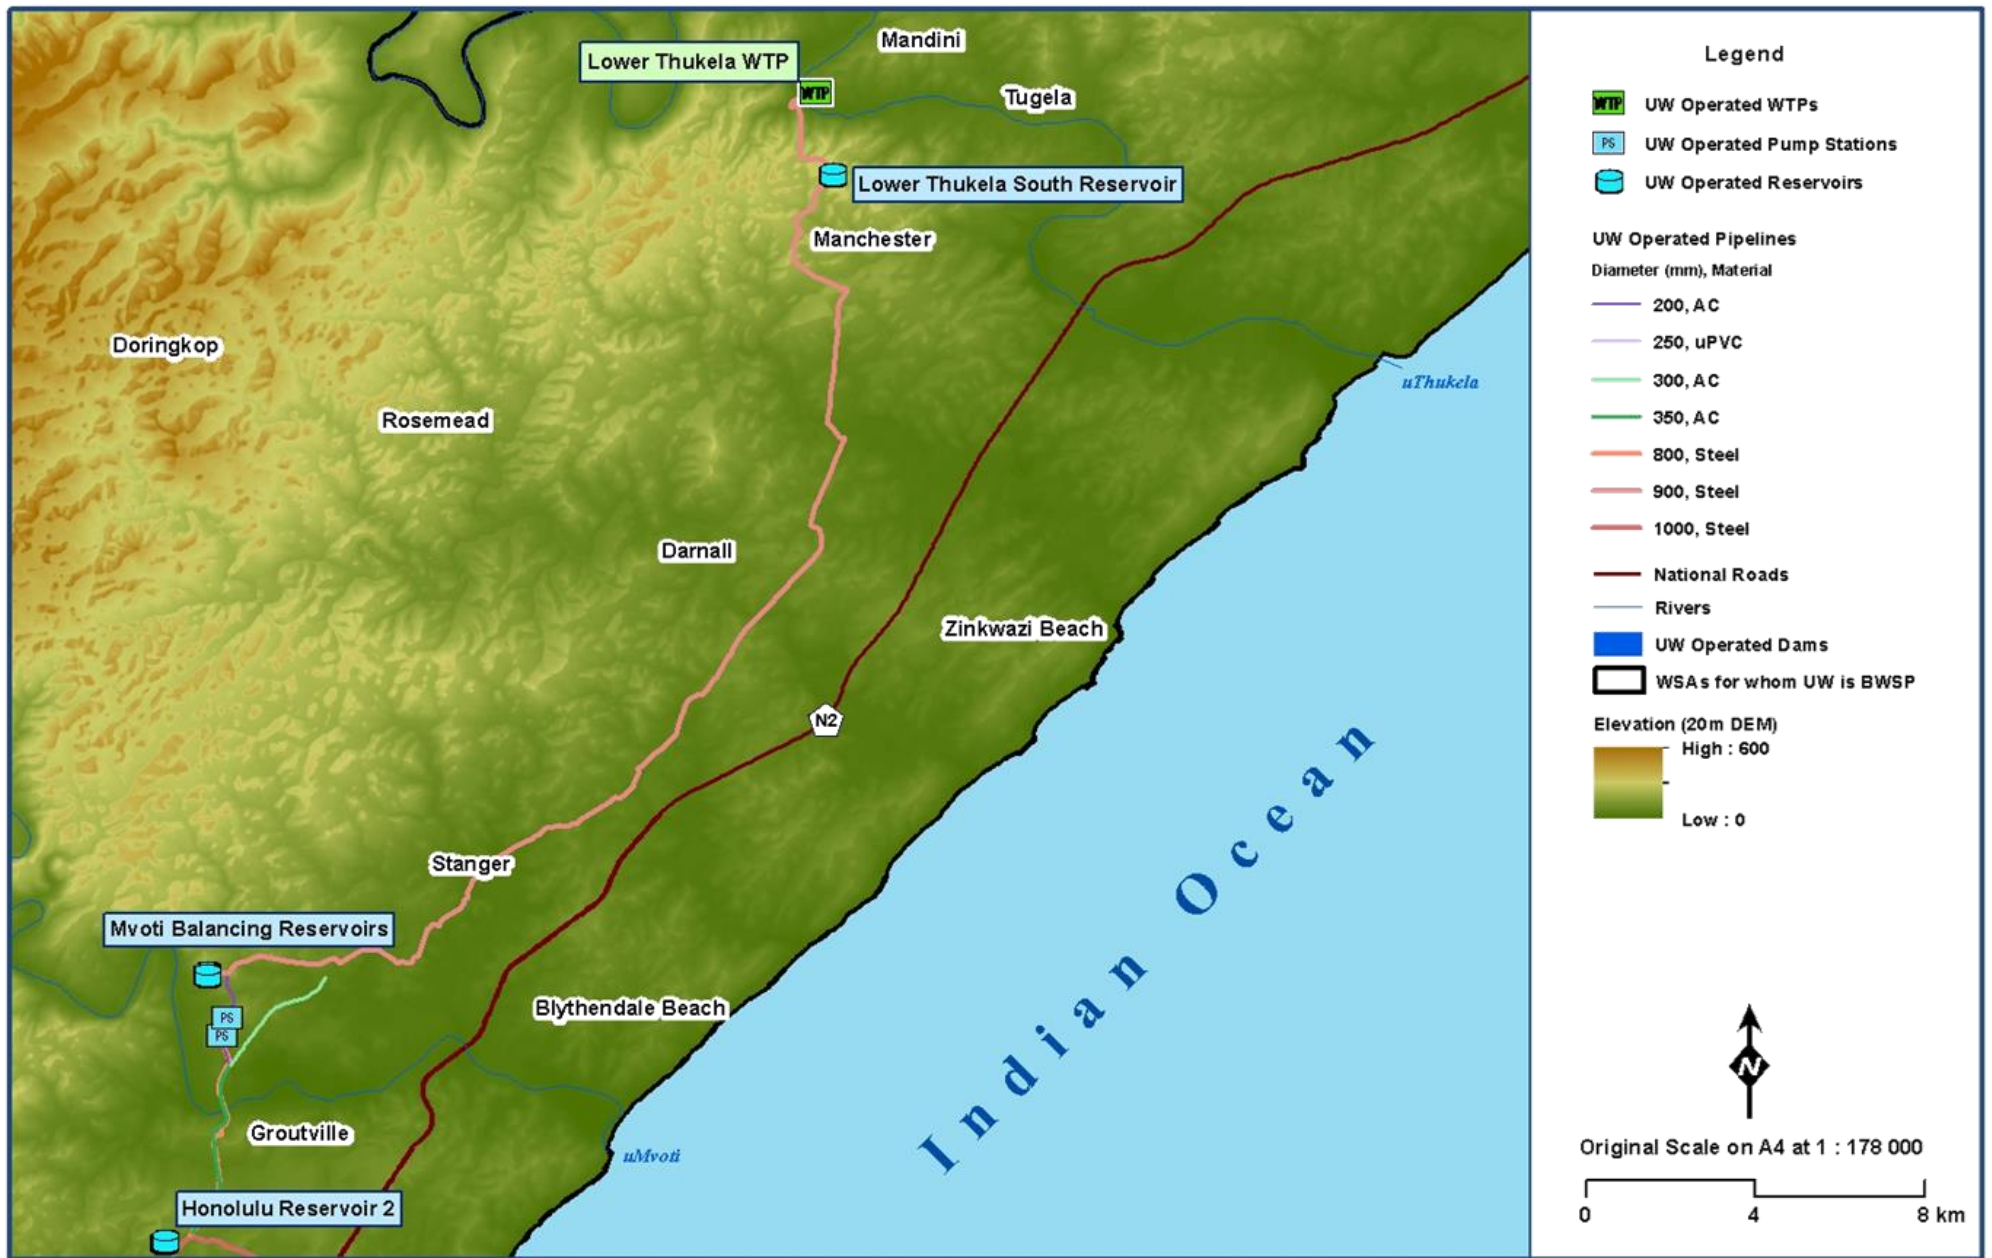 Mandini
Lower Thukela WTP
WTP
Tugela
Lower Thukela South Reservoir
Manchester
Doringkop
uThukela
Rosemead
Darnall
Zinkwazi Beach
N2
Stanger
Mvoti Balancing Reservoirs
Blythendale Beach
PS
PS
Groutville
uMvoti
Honolulu Reservoir 2
Indian Ocean
Legend
WTP UW Operated WTPs
PS UW Operated Pump Stations
UW Operated Reservoirs
UW Operated Pipelines
Diameter (mm), Material
200, AC
250, uPVC
300, AC
350, AC
800, Steel
900, Steel
1000, Steel
National Roads
Rivers
UW Operated Dams
WSAs for whom UW is BWSP
Elevation (20m DEM)
High : 600
Low : 0
N
Original Scale on A4 at 1 : 178 000
0 4 8 km